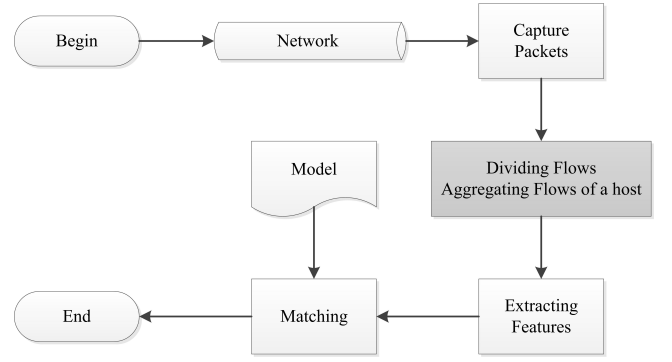 Begin
Network
Capture
Packets
Model
Dividing Flows
Aggregating Flows of a host
End
Matching
Extracting
Features